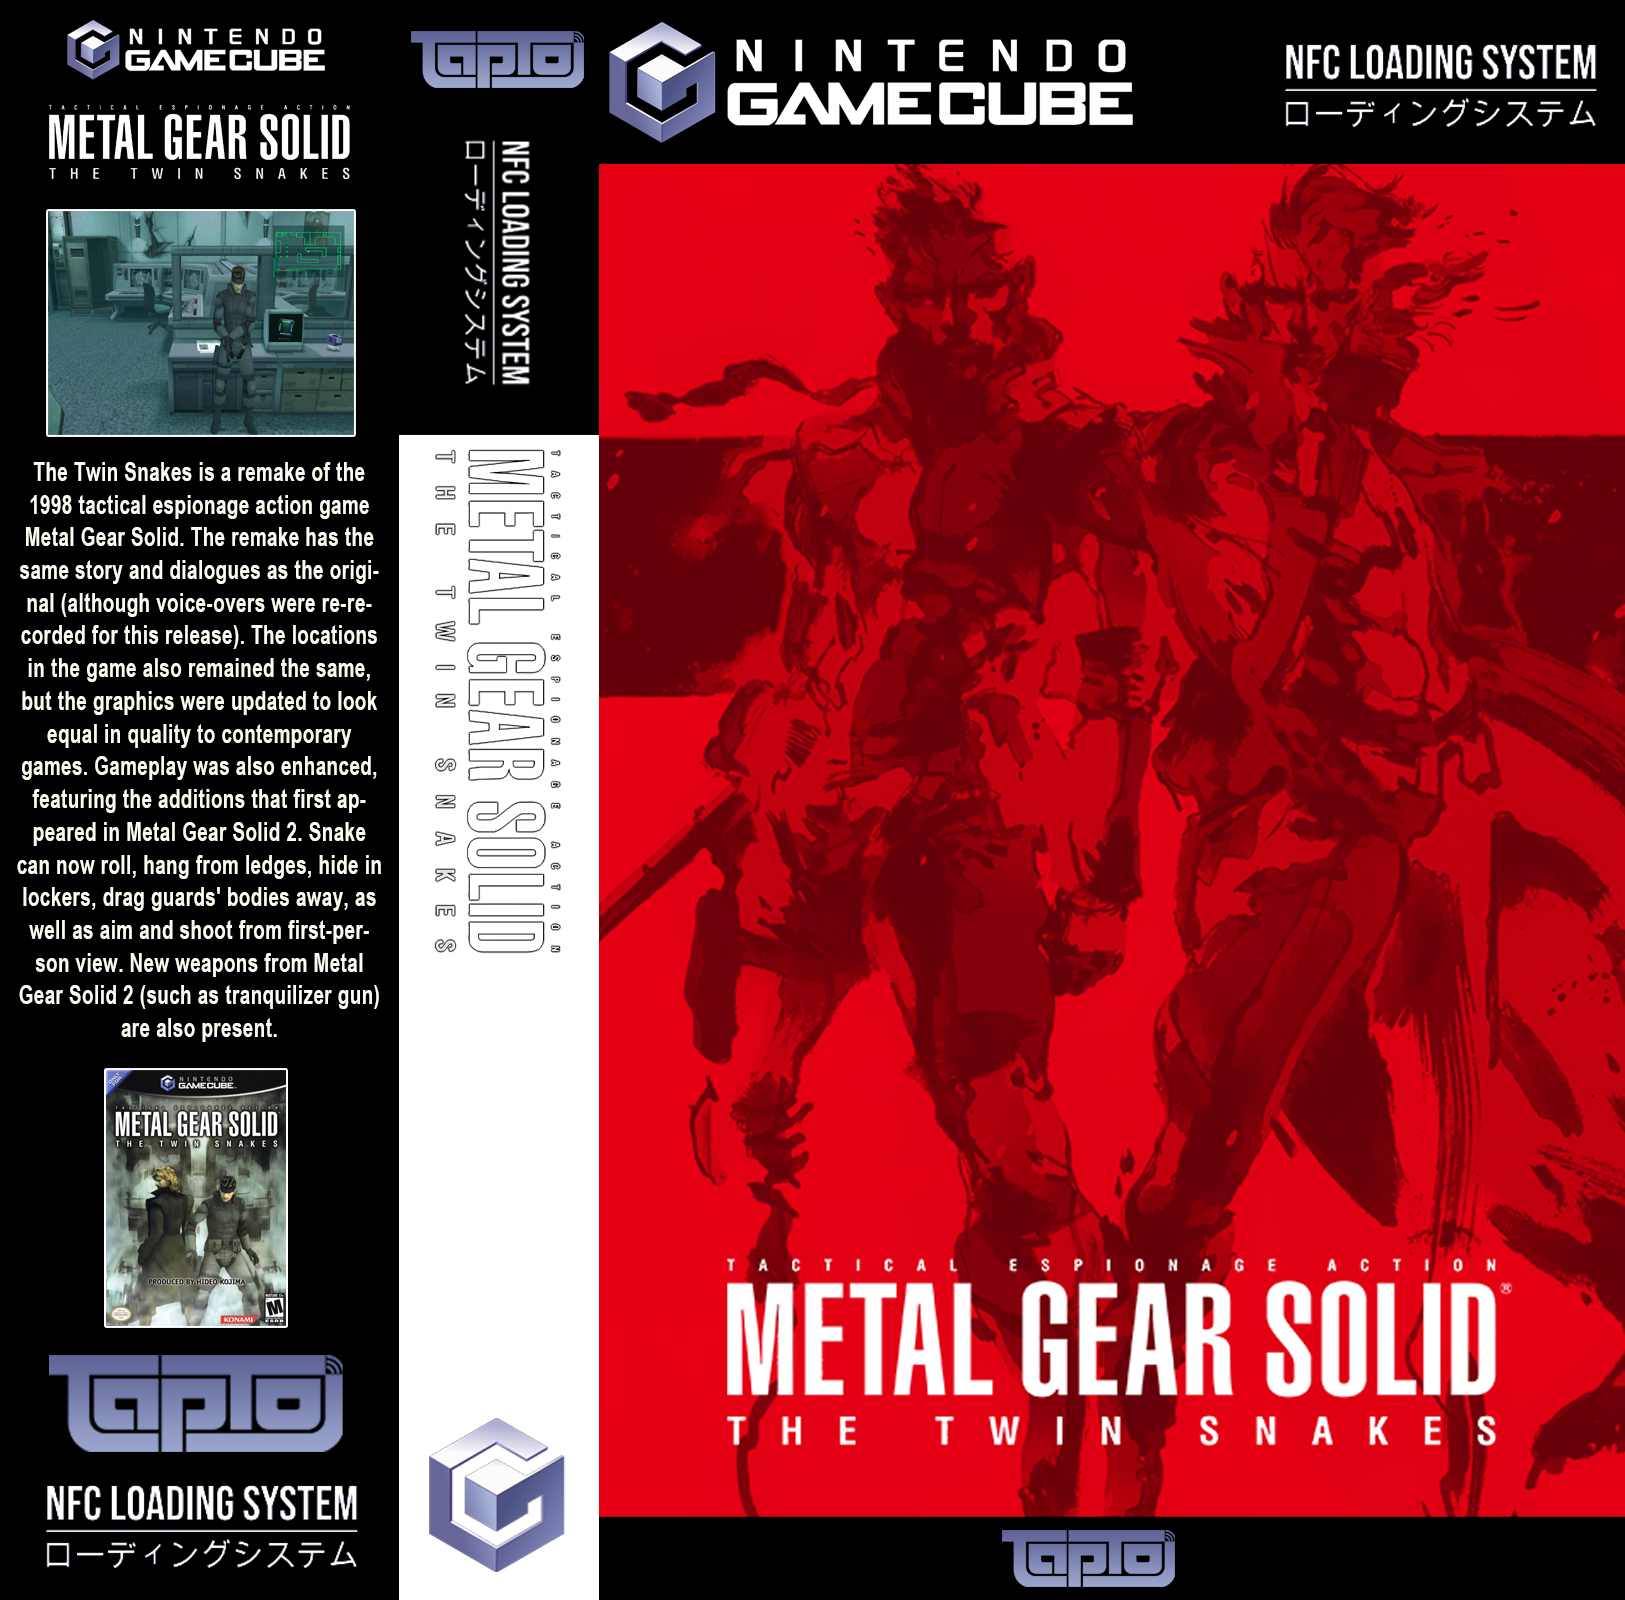 NINTENDO
GAMECUBE
TACTICAL ESPIONAGE ACTION
METAL GEAR SOLID
THE TWIN SNAKES
The Twin Snakes is a remake of the
1998 tactical espionage action game
Metal Gear Solid. The remake has the
same story and dialogues as the origi-
nal (although voice-overs were re-re-
corded for this release). The locations
in the game also remained the same,
but the graphics were updated to look
equal in quality to contemporary
games. Gameplay was also enhanced,
featuring the additions that first ap-
peared in Metal Gear Solid 2. Snake
can now roll, hang from ledges, hide in
lockers, drag guards' bodies away, as
well as aim and shoot from first-per-
son view. New weapons from Metal
Gear Solid 2 (such as tranquilizer gun)
are also present.
ONLY FOR
NINTENDO
GAMECUBE
METAL GEAR SOLID
THE TWIN SNAKES
PRODUCED BY HIDEO KOJIMA
KONAMI
M
ESRB
TapTo
NFC LOADING SYSTEM
ローディングシステム
TapTo
NFC LOADING SYSTEM
ローディングシステム
TACTICAL ESPIONAGE ACTION
METAL GEAR SOLID
THE TWIN SNAKES
NINTENDO
GAMECUBE
NFC LOADING SYSTEM
ローディングシステム
TACTICAL ESPIONAGE ACTION
METAL GEAR SOLID®
THE TWIN SNAKES
TapTo